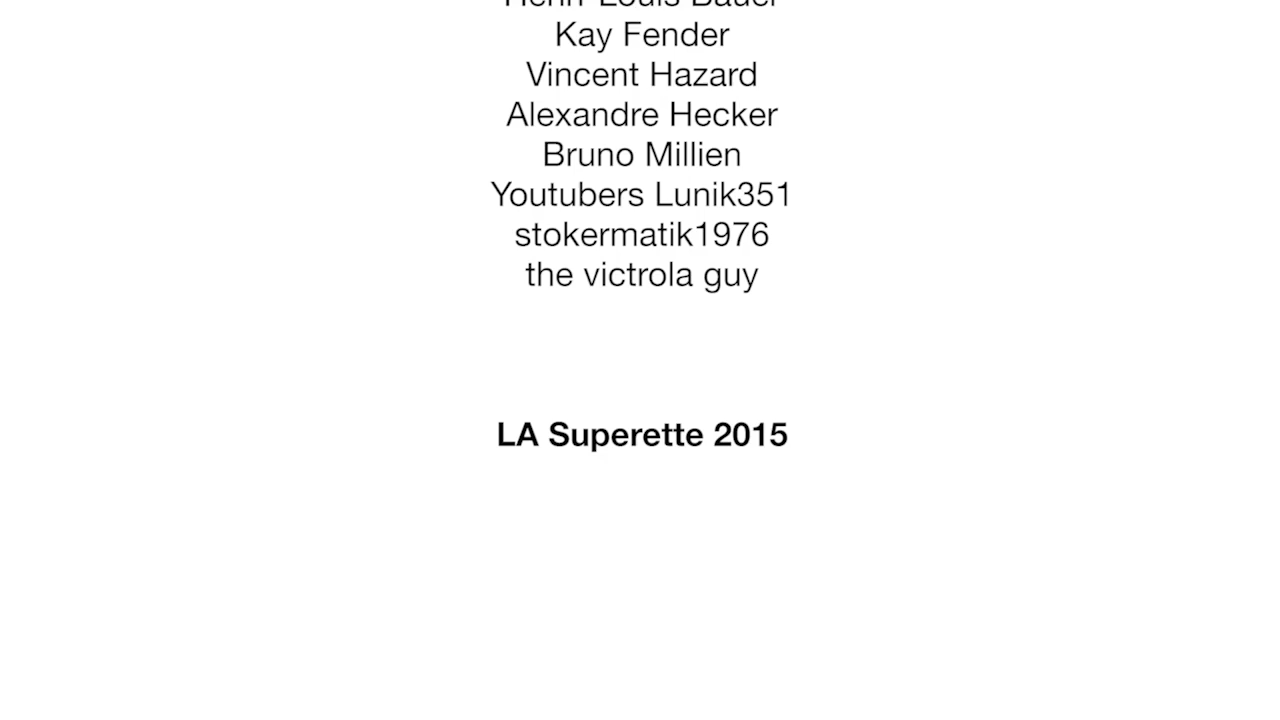 Kay Fender
Vincent Hazard
Alexandre Hecker
Bruno Millien
Youtubers Lunik351
stokermatik1976
the victrola guy
LA Superette 2015